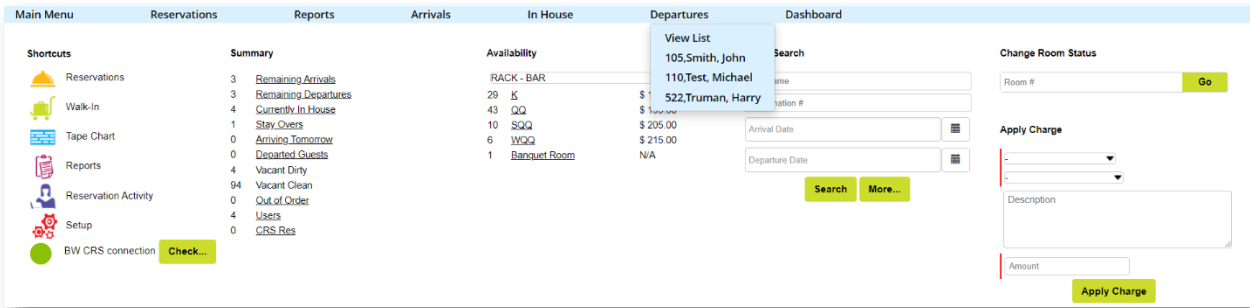 Main Menu Reservations Reports Arrivals In House Departures Dashboard
View List
105,Smith, John
110,Test, Michael
522,Truman, Harry
Shortcuts
Reservations
Walk-In
Tape Chart
Reports
Reservation Activity
Setup
BW CRS connection Check...
Summary
3 Remaining Arrivals
3 Remaining Departures
4 Currently In House
1 Stay Overs
0 Arriving Tomorrow
0 Departed Guests
4 Vacant Dirty
94 Vacant Clean
0 Out of Order
4 Users
0 CRS Res
Availability
RACK - BAR
29 K $
43 QQ $
10 SQQ $ 205.00
6 WQQ $ 215.00
1 Banquet Room N/A
Search
Arrival Date
Departure Date
Search More...
Change Room Status
Room # Go
Apply Charge
-
-
Description
Amount
Apply Charge